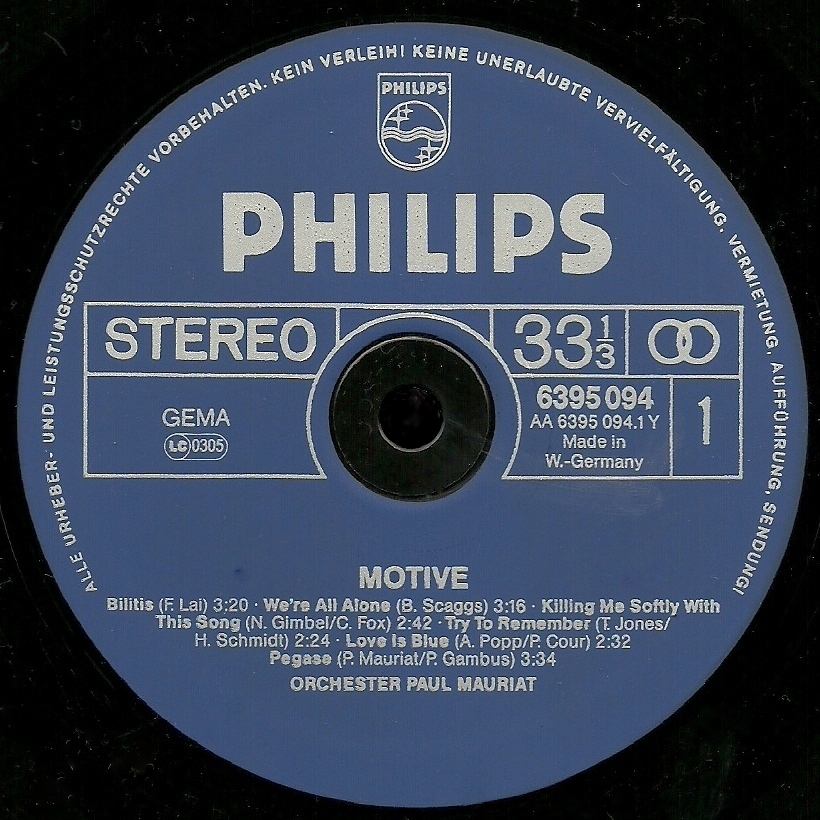 ALLE URHEBER- UND LEISTUNGSSCHUTZRECHTE VORBEHALTEN. KEIN VERLEIH! KEINE UNERLAUBTE VERVIELFÄLTIGUNG, VERMIETUNG, AUFFÜHRUNG, SENDUNG!
PHILIPS
PHILIPS
STEREO
33 1/3
GEMA
LC 0305
6395 094
AA 6395 094.1 Y
Made in
W.-Germany
1
MOTIVE
Bilitis (F. Lai) 3:20 · We're All Alone (B. Scaggs) 3:16 · Killing Me Softly With
This Song (N. Gimbel/C. Fox) 2:42 · Try To Remember (T. Jones/
H. Schmidt) 2:24 · Love Is Blue (A. Popp/P. Cour) 2:32
Pegase (P. Mauriat/P. Gambus) 3:34
ORCHESTER PAUL MAURIAT